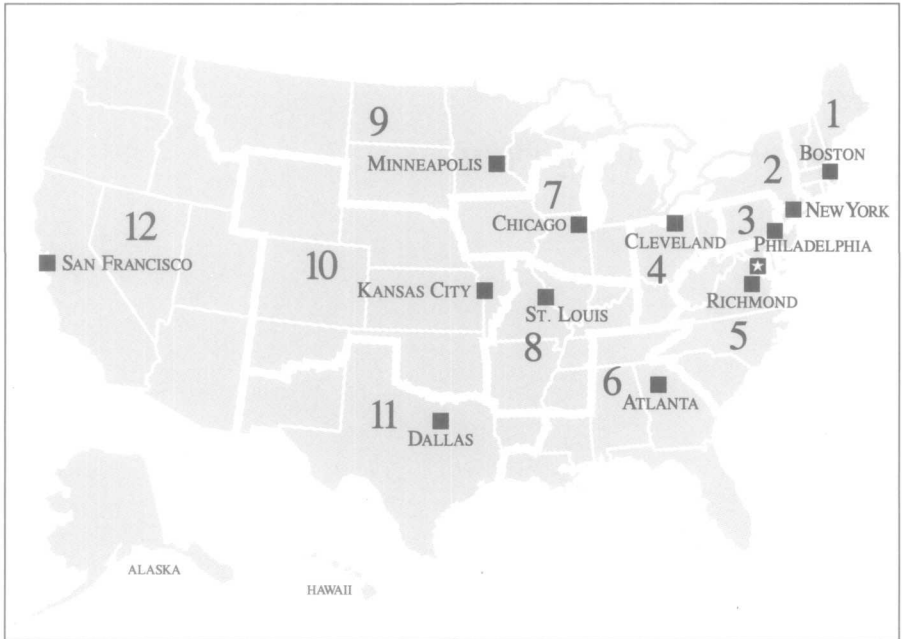 1
BOSTON
2
NEW YORK
3
PHILADELPHIA
CLEVELAND
4
RICHMOND
5
6
ATLANTA
7
CHICAGO
ST. LOUIS
8
9
MINNEAPOLIS
10
KANSAS CITY
11
DALLAS
12
SAN FRANCISCO
ALASKA
HAWAII